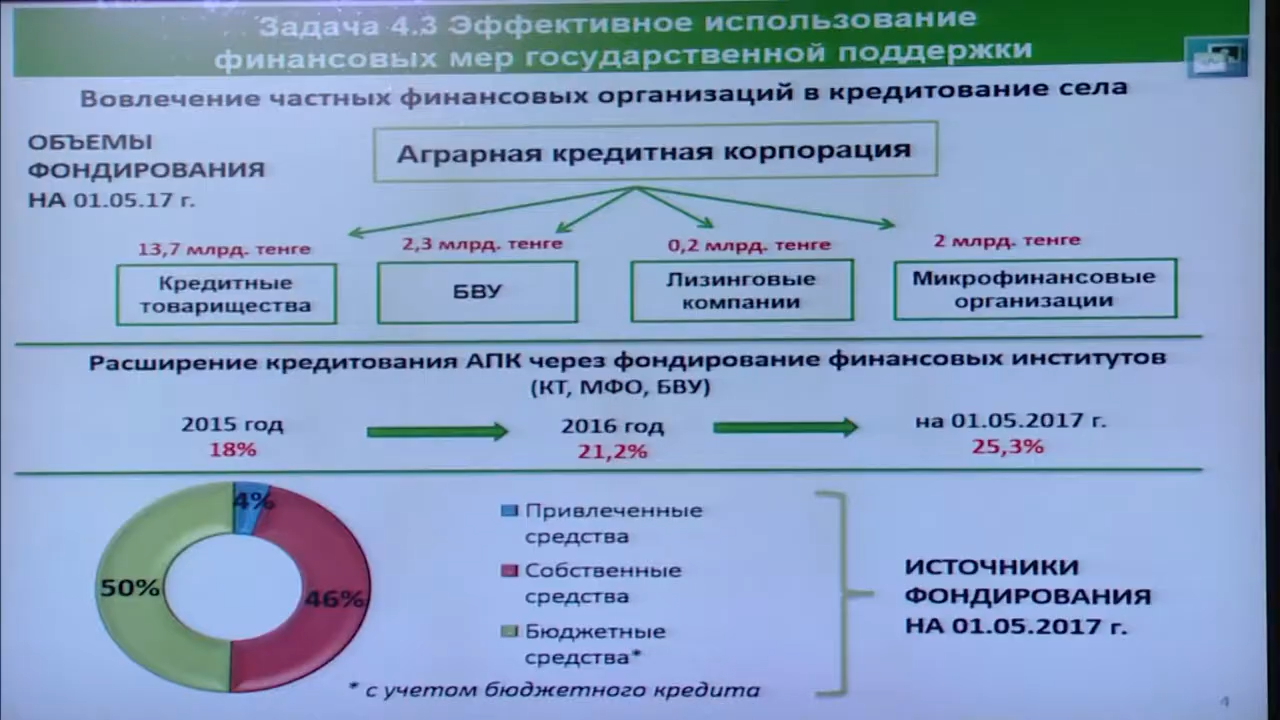 Задача 4.3 Эффективное использование
финансовых мер государственной поддержки
Вовлечение частных финансовых организаций в кредитование села
ОБЪЕМЫ
ФОНДИРОВАНИЯ
НА 01.05.17 г.
Аграрная кредитная корпорация
13,7 млрд. тенге
2,3 млрд. тенге
0,2 млрд. тенге
2 млрд. тенге
Кредитные
товарищества
БВУ
Лизинговые
компании
Микрофинансовые
организации
Расширение кредитования АПК через фондирование финансовых институтов
(КТ, МФО, БВУ)
2015 год
2016 год
на 01.05.2017 г.
18%
21,2%
25,3%
4%
50%
46%
Привлеченные
средства
Собственные
средства
Бюджетные
средства*
ИСТОЧНИКИ
ФОНДИРОВАНИЯ
НА 01.05.2017 г.
* с учетом бюджетного кредита
4